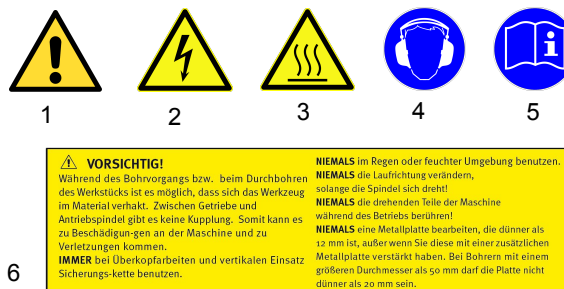 1
2
3
4
5
VORSICHTIG!
Während des Bohrvorgangs bzw. beim Durchbohren
des Werkstücks ist es möglich, dass sich das Werkzeug
im Material verhakt. Zwischen Getriebe und
Antriebspindel gibt es keine Kupplung. Somit kann es
zu Beschädigun-gen an der Maschine und zu
Verletzungen kommen.
IMMER bei Überkopfarbeiten und vertikalen Einsatz
Sicherungs-kette benutzen.
NIEMALS im Regen oder feuchter Umgebung benutzen.
NIEMALS die Laufrichtung verändern,
solange die Spindel sich dreht!
NIEMALS die drehenden Teile der Maschine
während des Betriebs berühren!
NIEMALS eine Metallplatte bearbeiten, die dünner als
12 mm ist, außer wenn Sie diese mit einer zusätzlichen
Metallplatte verstärkt haben. Bei Bohrern mit einem
größeren Durchmesser als 50 mm darf die Platte nicht
dünner als 20 mm sein.
6